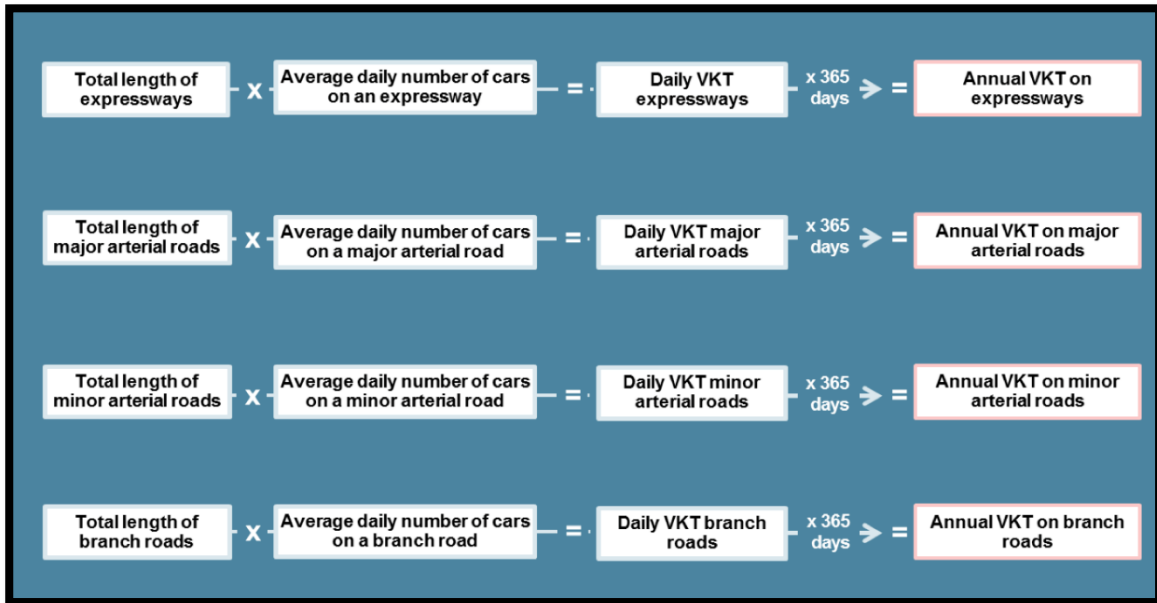 Total length of
expressways
x
Average daily number of cars
on an expressway
=
Daily VKT
expressways
x 365
days
=
Annual VKT on
expressways
Total length of
major arterial roads
x
Average daily number of cars
on a major arterial road
=
Daily VKT major
arterial roads
x 365
days
=
Annual VKT on major
arterial roads
Total length of
minor arterial roads
x
Average daily number of cars
on a minor arterial road
=
Daily VKT minor
arterial roads
x 365
days
=
Annual VKT on minor
arterial roads
Total length of
branch roads
x
Average daily number of cars
on a branch road
=
Daily VKT branch
roads
x 365
days
=
Annual VKT on branch
roads